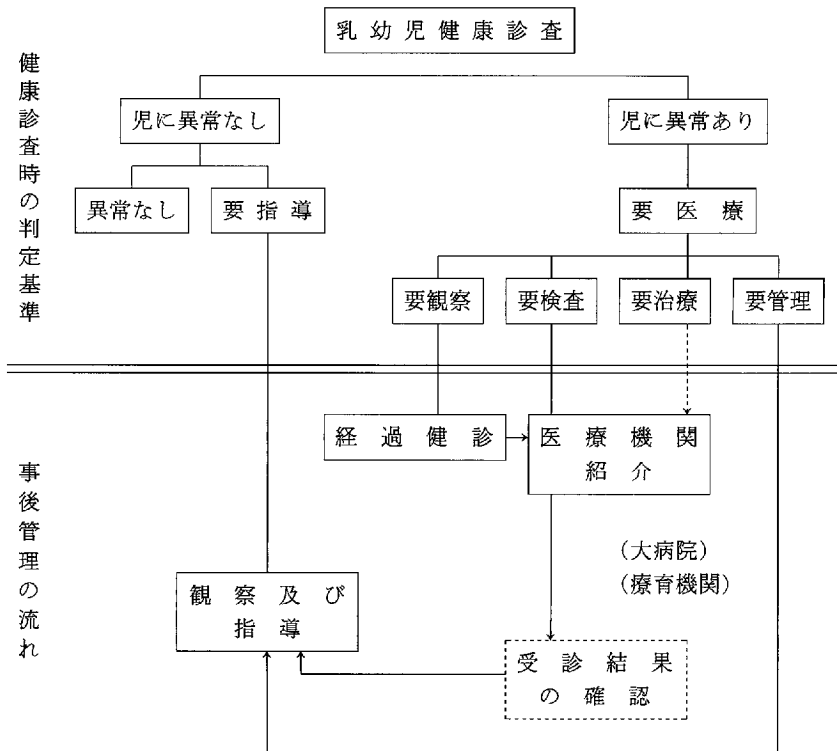 乳幼児健康診査
健康診査時の判定基準
児に異常なし
児に異常あり
異常なし
要指導
要医療
要観察
要検査
要治療
要管理
事後管理の流れ
経過健診
医療機関
紹介
(大病院)
(療育機関)
観察及び
指導
受診結果
の確認